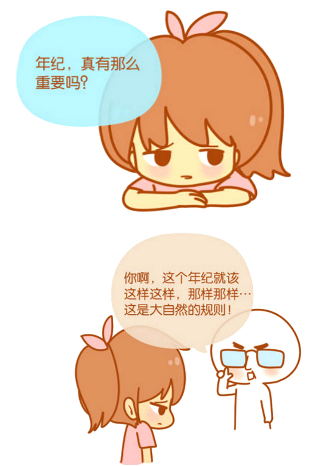 年纪，真有那么
重要吗？
你啊，这个年纪就该
这样这样，那样那样…
这是大自然的规则！